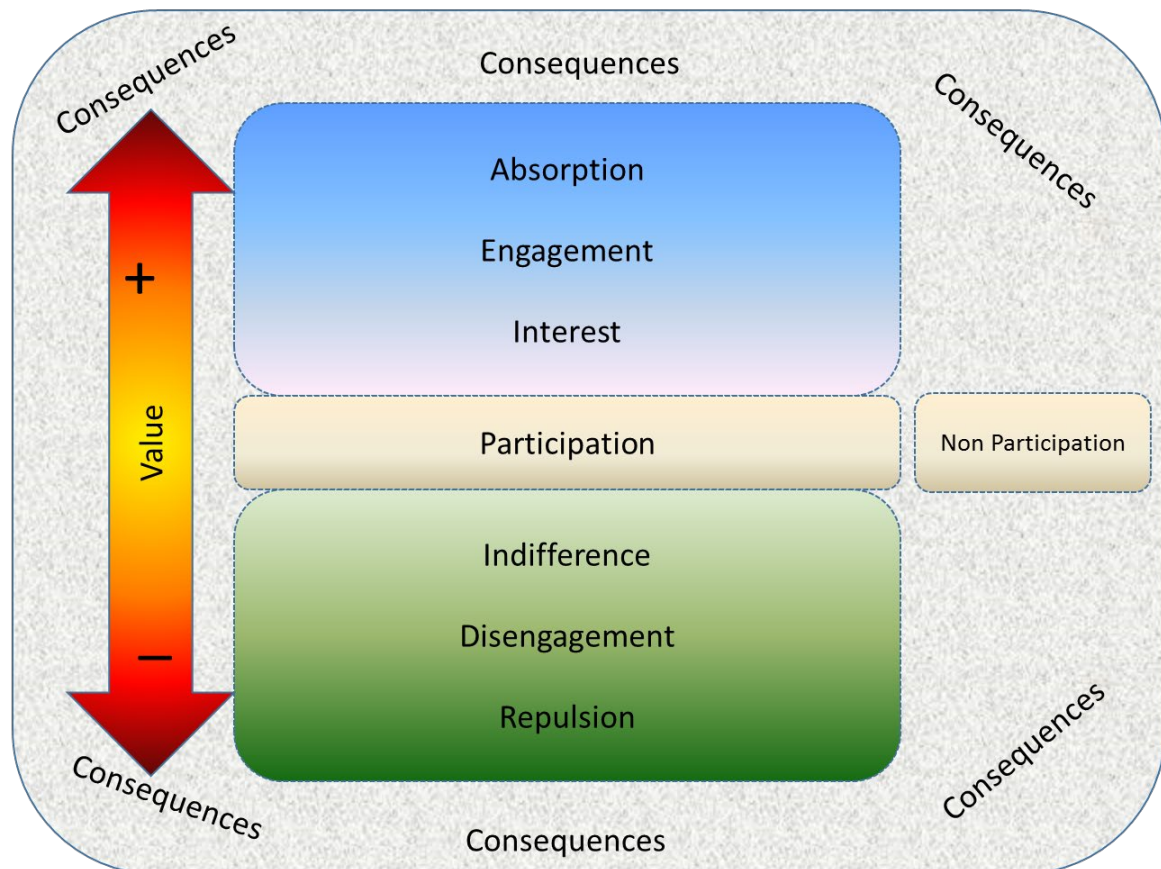 Consequences
Consequences
Consequences
Absorption
Engagement
Interest
+
Value
Participation
Non Participation
Indifference
Disengagement
Repulsion
–
Consequences
Consequences
Consequences